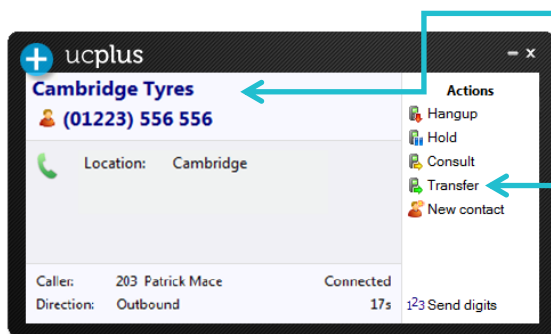 ucplus
Cambridge Tyres
(01223) 556 556
Location: Cambridge
Caller: 203 Patrick Mace Connected
Direction: Outbound 17s
Actions
Hangup
Hold
Consult
Transfer
New contact
123 Send digits